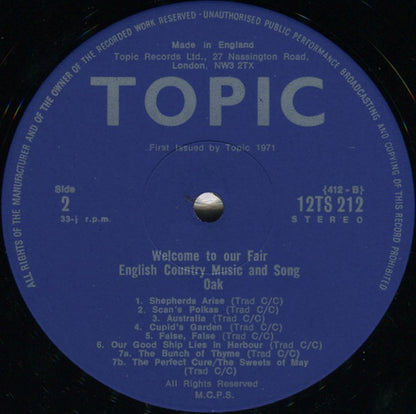 ALL RIGHTS OF THE MANUFACTURER AND OF THE OWNER OF THE RECORDED WORK RESERVED - UNAUTHORISED PUBLIC PERFORMANCE BROADCASTING AND COPYING OF THIS RECORD PROHIBITED
Made in England
Topic Records Ltd., 27 Nassington Road,
London, NW3 2TX
TOPIC
First Issued by Topic 1971
Side
2
33-⅓ r.p.m.
(412 - B)
12TS 212
STEREO
Welcome to our Fair
English Country Music and Song
Oak
1. Shepherds Arise (Trad C/C)
2. Scan's Polkas (Trad C/C)
3. Australia (Trad C/C)
4. Cupid's Garden (Trad C/C)
5. False, False (Trad C/C)
6. Our Good Ship Lies in Harbour (Trad C/C)
7a. The Bunch of Thyme (Trad C/C)
7b. The Perfect Cure/The Sweets of May
(Trad C/C)
All Rights Reserved
M.C.P.S.